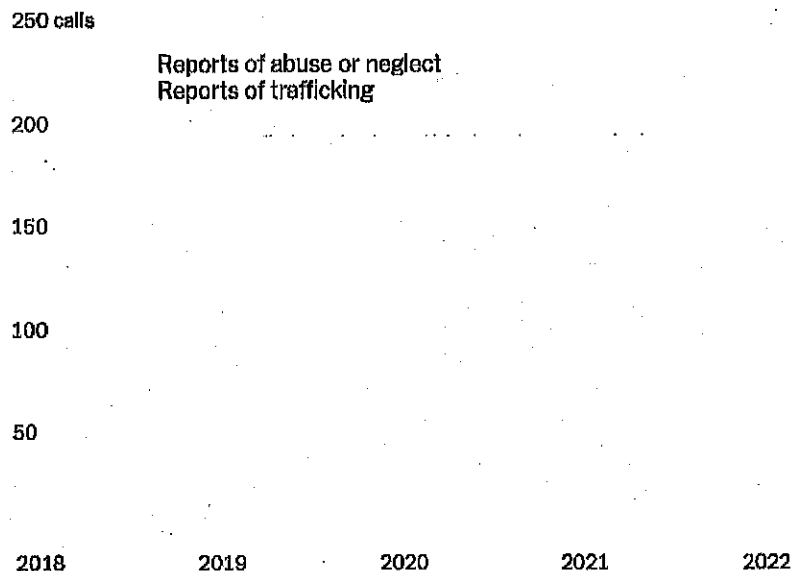 250 calls
Reports of abuse or neglect
Reports of trafficking
200
150
100
50
2018 2019 2020 2021 2022